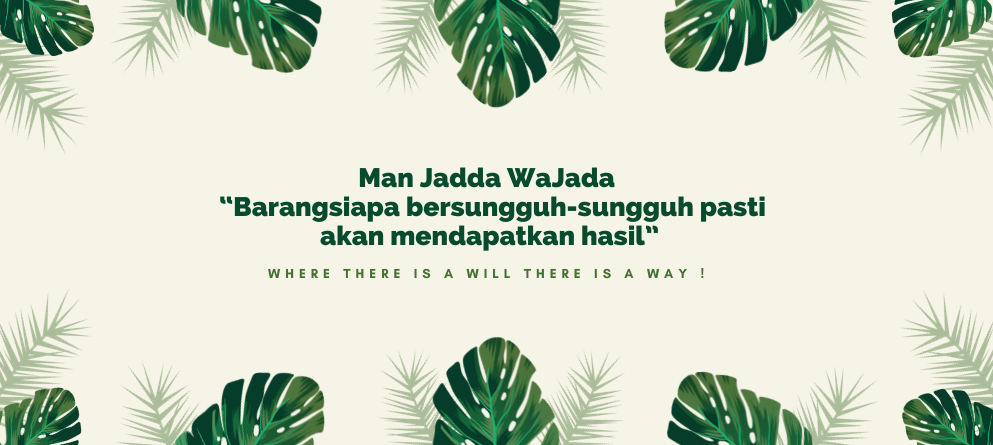 Man Jadda WaJada
“Barangsiapa bersungguh-sungguh pasti
akan mendapatkan hasil”
WHERE THERE IS A WILL THERE IS A WAY !